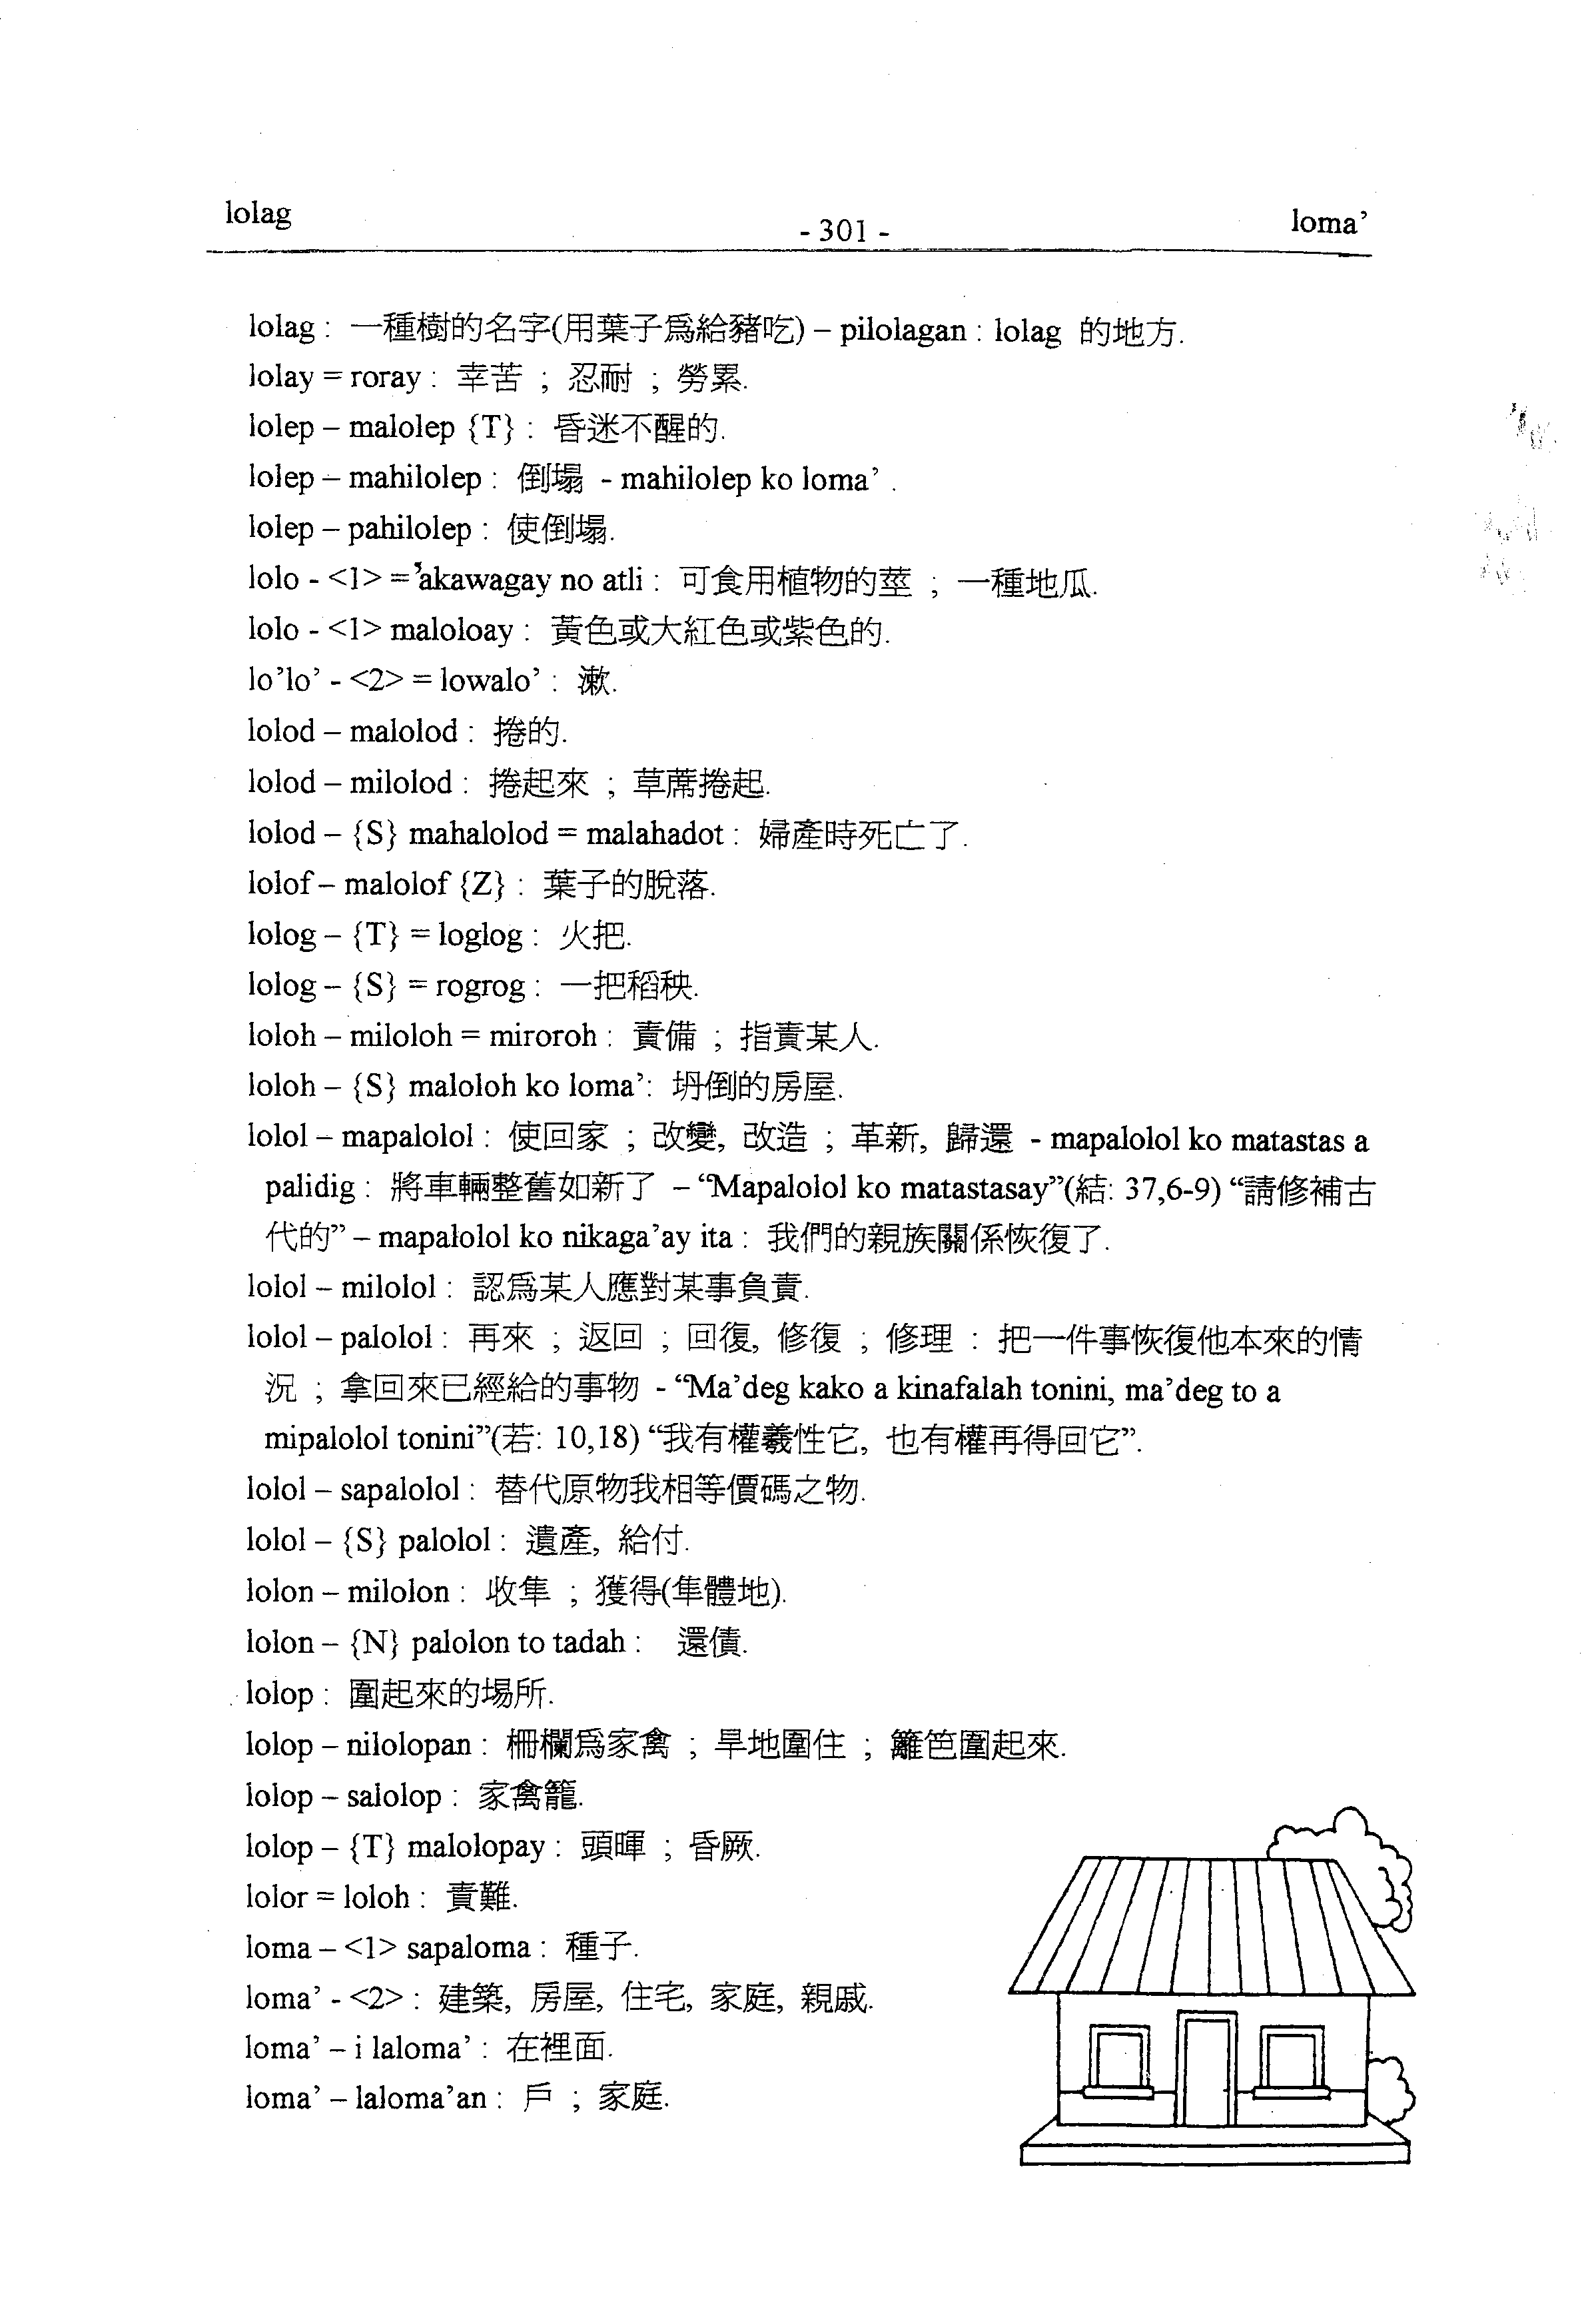 lolag
- 301 -
loma’
lolag : 一種樹的名字(用葉子爲給豬吃) – pilolagan : lolag 的地方.
lolay = roray : 幸苦 ; 忍耐 ; 勞累.
lolep – malolep {T} : 昏迷不醒的.
lolep – mahilolep : 倒塌 - mahilolep ko loma’ .
lolep – pahilolep : 使倒塌.
lolo - <1> =’akawagay no atli : 可食用植物的莖 ; 一種地瓜.
lolo - <1> maloloay : 黃色或大紅色或紫色的.
lo’lo’ - <2> = lowalo’ : 漱.
lolod – malolod : 捲的.
lolod – milolod : 捲起來 ; 草蓆捲起.
lolod – {S} mahalolod = malahadot : 婦產時死亡了.
lolof – malolof {Z} : 葉子的脫落.
lolog – {T} = loglog : 火把.
lolog – {S} = rogrog : 一把稻秧.
loloh – miloloh = miroroh : 責備 ; 指責某人.
loloh – {S} maloloh ko loma’: 坍倒的房屋.
lolol – mapalolol : 使回家 ; 改變, 改造 ; 革新, 歸還 - mapalolol ko matastas a
palidig : 將車輛整舊如新了 – “Mapalolol ko matastasay”(結: 37,6-9) “請修補古
代的” – mapalolol ko nikaga’ay ita : 我們的親族關係恢復了.
lolol – milolol : 認爲某人應對某事負責.
lolol – palolol : 再來 ; 返回 ; 回復, 修復 ; 修理 : 把一件事恢復他本來的情
況 ; 拿回來已經給的事物 - “Ma’deg kako a kinafalah tonini, ma’deg to a
mipalolol tonini”(若: 10,18) “我有權羲性它, 也有權再得回它”.
lolol – sapalolol : 替代原物我相等價碼之物.
lolol – {S} palolol : 遺產, 給付.
lolon – milolon : 收隼 ; 獲得(隼體地).
lolon – {N} palolon to tadah : 還債.
lolop : 圍起來的場所.
lolop – nilolopan : 柵欄爲家禽 ; 旱地圍住 ; 籬笆圍起來.
lolop – salolop : 家禽籠.
lolop – {T} malolopay : 頭暉 ; 昏厥.
lolor = loloh : 責難.
loma – <1> sapaloma : 種子.
loma’ - <2> : 建築, 房屋, 住宅, 家庭, 親戚.
loma’ – i laloma’ : 在裡面.
loma’ – laloma’an : 戶 ; 家庭.